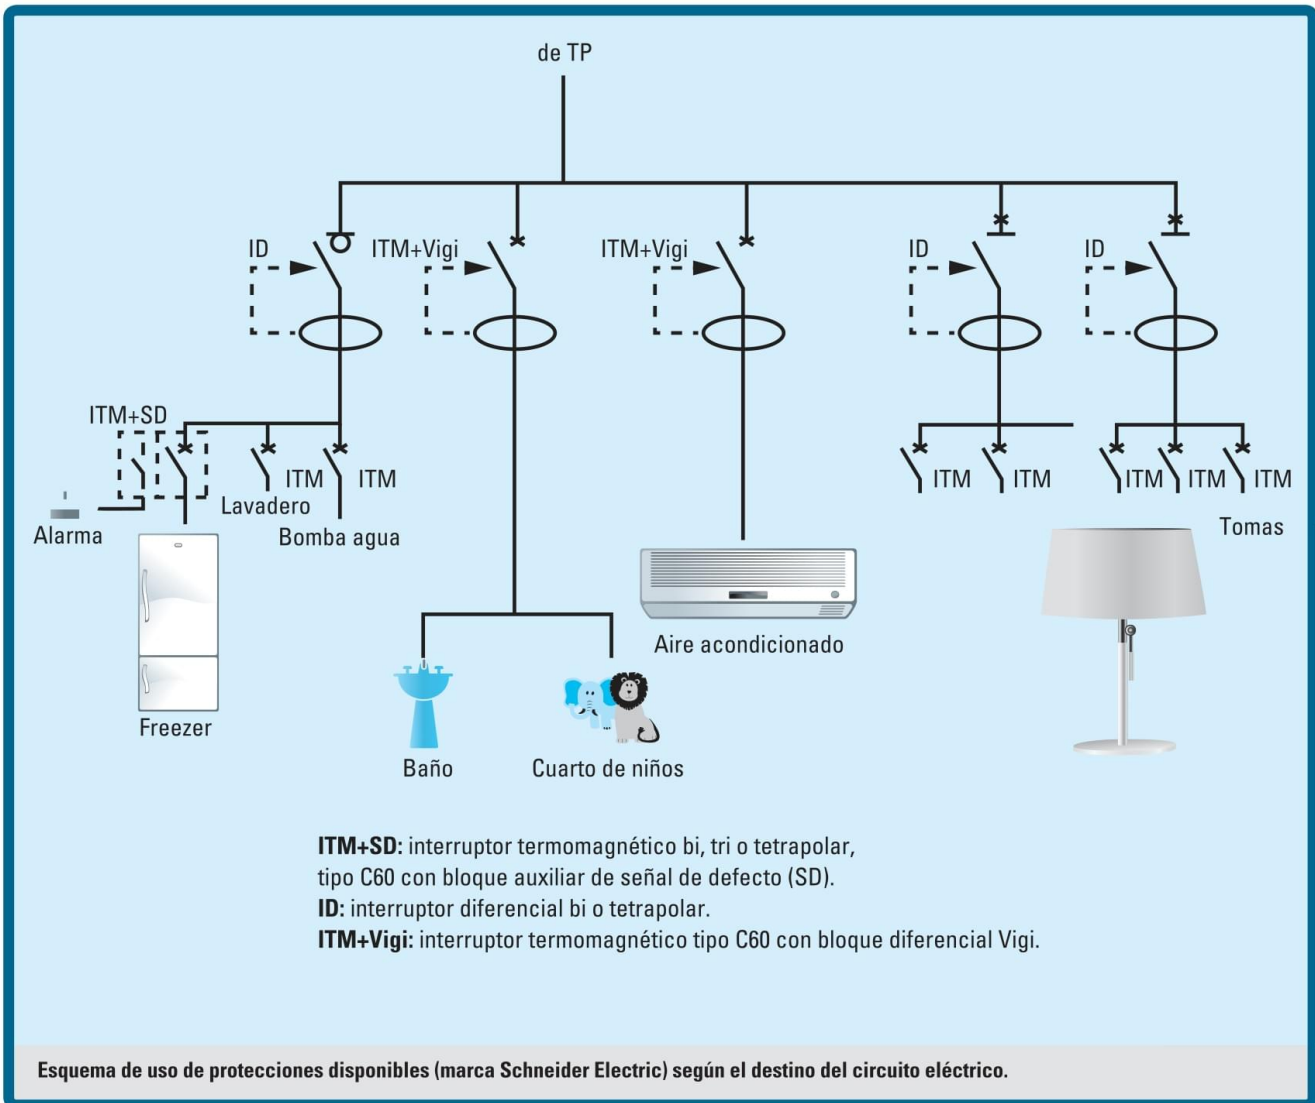 de TP
ID
ITM+Vigi
ITM+Vigi
ID
ID
ITM+SD
ITM
ITM
ITM
ITM
ITM
ITM
ITM
Lavadero
Alarma
Bomba agua
Tomas
Aire acondicionado
Freezer
Baño
Cuarto de niños
ITM+SD: interruptor termomagnético bi, tri o tetrapolar,
tipo C60 con bloque auxiliar de señal de defecto (SD).
ID: interruptor diferencial bi o tetrapolar.
ITM+Vigi: interruptor termomagnético tipo C60 con bloque diferencial Vigi.
Esquema de uso de protecciones disponibles (marca Schneider Electric) según el destino del circuito eléctrico.